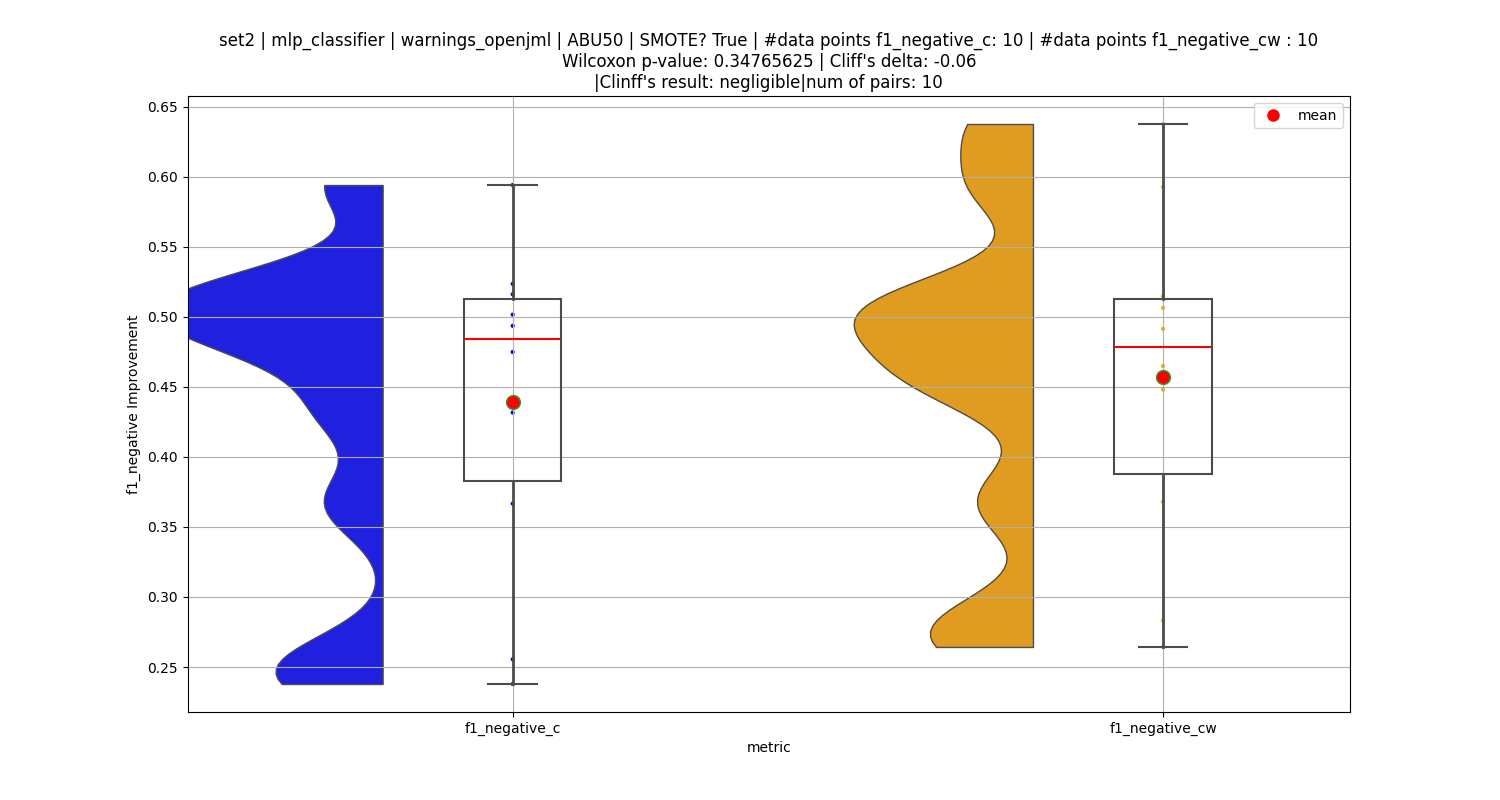 set2 | mlp_classifier | warnings_openjml | ABU50 | SMOTE? True | #data points f1_negative_c: 10 | #data points f1_negative_cw : 10
Wilcoxon p-value: 0.34765625 | Cliff's delta: -0.06
|Clinff's result: negligible|num of pairs: 10
mean
0.65
0.60
0.55
0.50
0.45
0.40
0.35
0.30
0.25
f1_negative Improvement
f1_negative_c
f1_negative_cw
metric